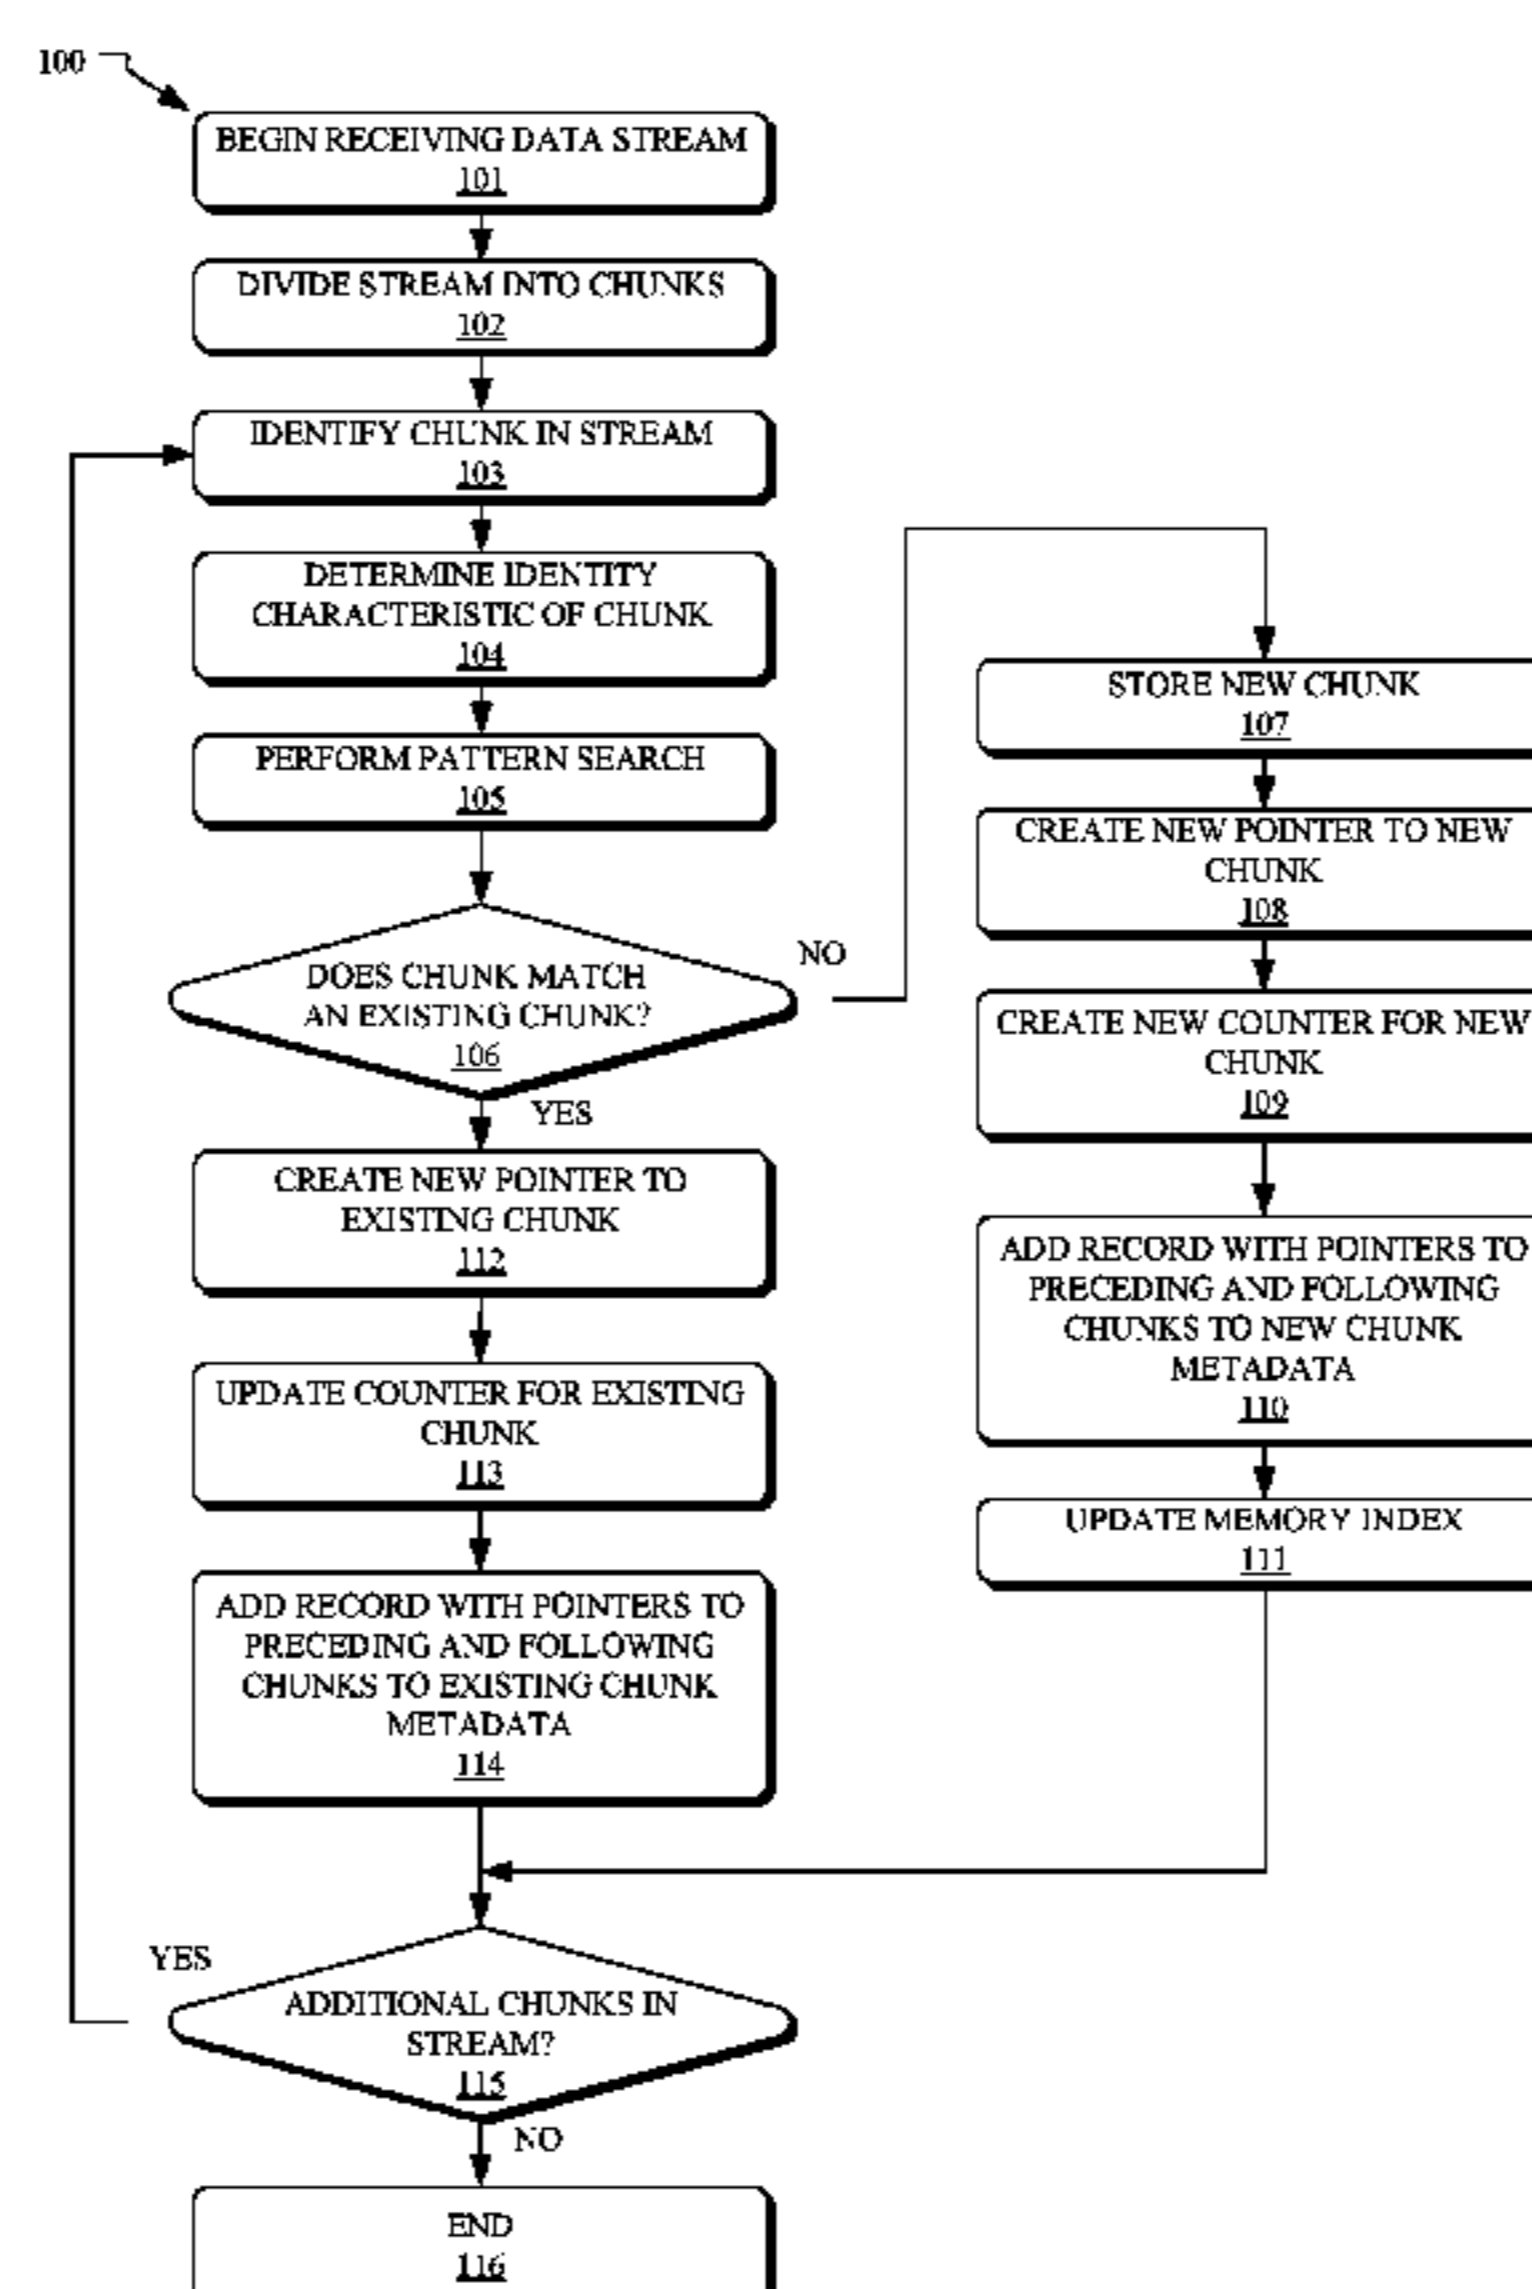 100
BEGIN RECEIVING DATA STREAM
101
DIVIDE STREAM INTO CHUNKS
102
IDENTIFY CHUNK IN STREAM
103
DETERMINE IDENTITY
CHARACTERISTIC OF CHUNK
104
PERFORM PATTERN SEARCH
105
DOES CHUNK MATCH
AN EXISTING CHUNK?
106
NO
YES
STORE NEW CHUNK
107
CREATE NEW POINTER TO NEW
CHUNK
108
CREATE NEW COUNTER FOR NEW
CHUNK
109
ADD RECORD WITH POINTERS TO
PRECEDING AND FOLLOWING
CHUNKS TO NEW CHUNK
METADATA
110
UPDATE MEMORY INDEX
111
CREATE NEW POINTER TO
EXISTING CHUNK
112
UPDATE COUNTER FOR EXISTING
CHUNK
113
ADD RECORD WITH POINTERS TO
PRECEDING AND FOLLOWING
CHUNKS TO EXISTING CHUNK
METADATA
114
YES
ADDITIONAL CHUNKS IN
STREAM?
115
NO
END
116